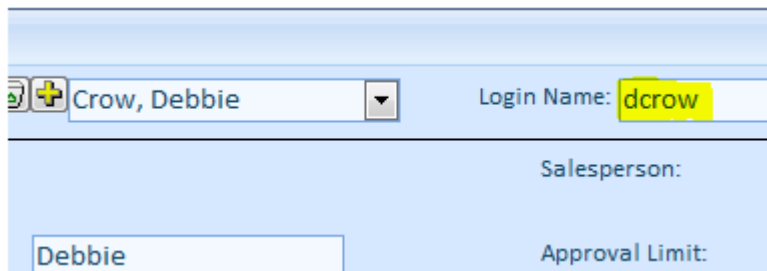 Crow, Debbie Login Name: dcrow
Salesperson:
Debbie Approval Limit: